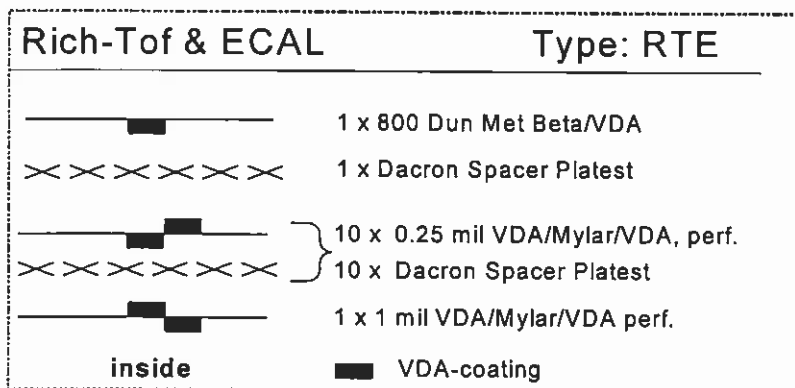 Rich-Tof & ECAL Type: RTE
1 x 800 Dun Met Beta/VDA
1 x Dacron Spacer Platest
10 x 0.25 mil VDA/Mylar/VDA, perf.
10 x Dacron Spacer Platest
1 x 1 mil VDA/Mylar/VDA perf.
inside VDA-coating